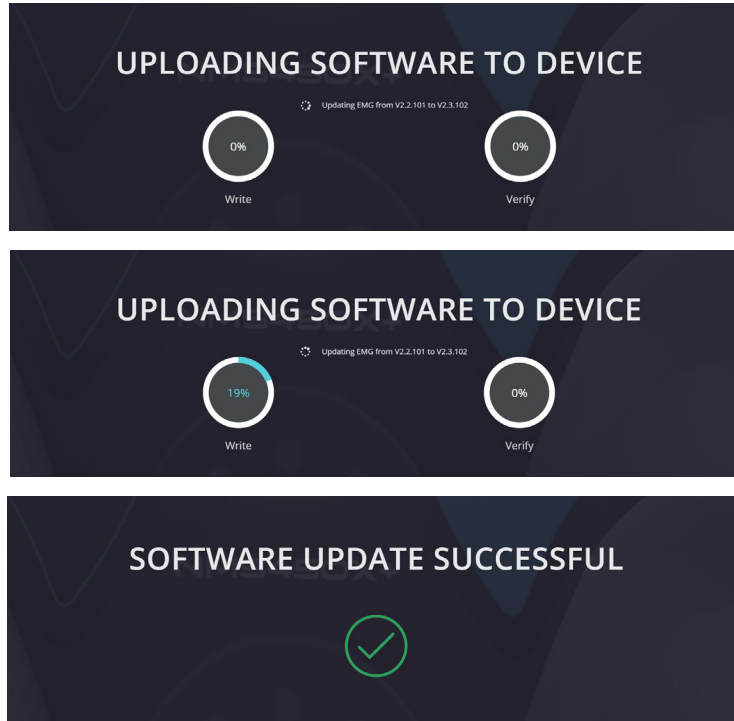 UPLOADING SOFTWARE TO DEVICE
Updating EMG from V2.2.101 to V2.3.102
0% 0%
Write Verify
UPLOADING SOFTWARE TO DEVICE
Updating EMG from V2.2.101 to V2.3.102
19% 0%
Write Verify
SOFTWARE UPDATE SUCCESSFUL